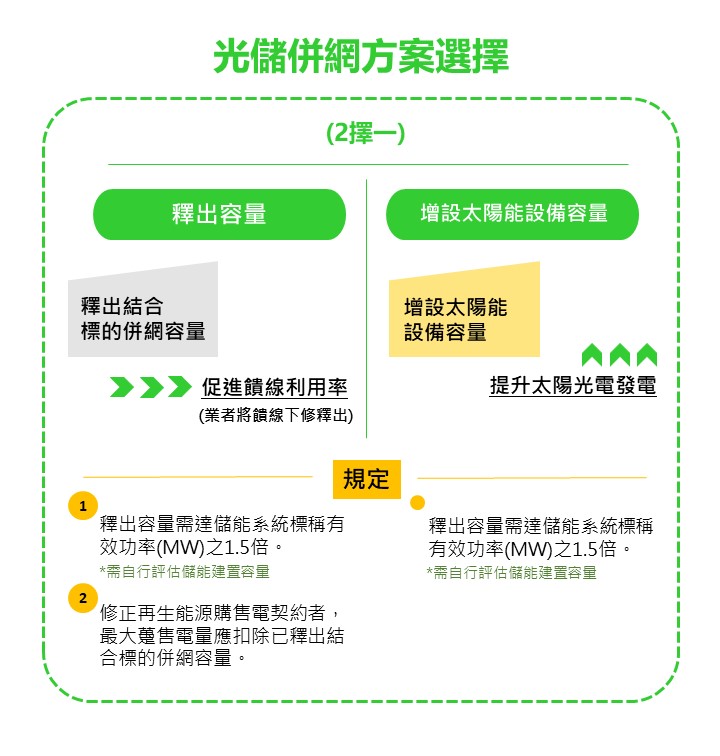 光儲併網方案選擇
(2擇一)
釋出容量
釋出結合
標的併網容量
促進饋線利用率
(業者將饋線下修釋出)
增設太陽能設備容量
增設太陽能
設備容量
提升太陽光電發電
規定
1
釋出容量需達儲能系統標稱有
效功率(MW)之1.5倍。
*需自行評估儲能建置容量
2
修正再生能源購售電契約者，
最大躉售電量應扣除已釋出結
合標的併網容量。
釋出容量需達儲能系統標稱
有效功率(MW)之1.5倍。
*需自行評估儲能建置容量